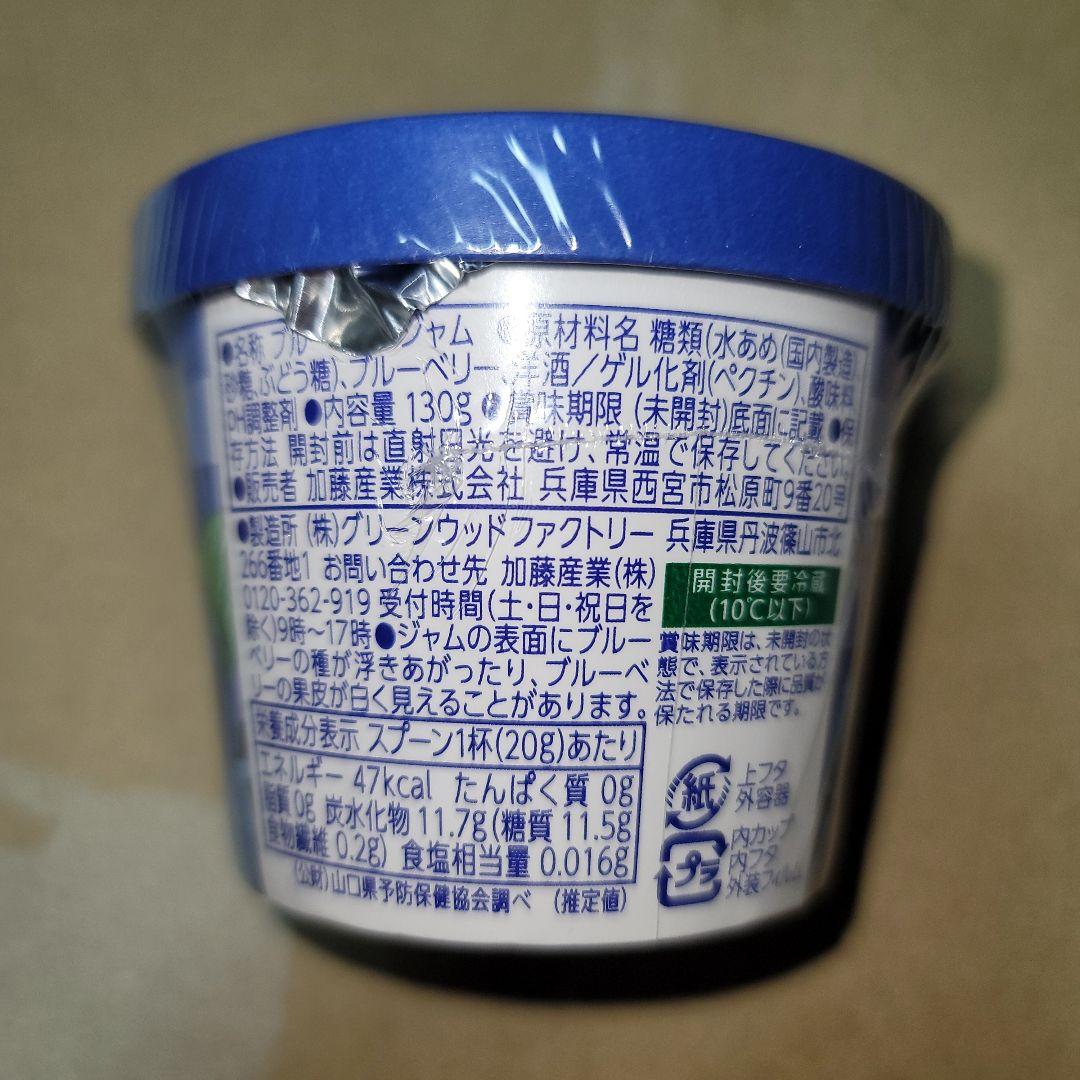 ●名称 ブルー ジャム ●原材料名 糖類(水あめ(国内製造)、
砂糖、ぶどう糖)、ブルーベリー、洋酒／ゲル化剤(ペクチン)、酸味料、
pH調整剤 ●内容量 130g ●賞味期限 (未開封)底面に記載 ●保
存方法 開封前は直射日光を避け、常温で保存してください。
●販売者 加藤産業株式会社 兵庫県西宮市松原町9番20号
●製造所 (株)グリーンウッドファクトリー 兵庫県丹波篠山市北
266番地1 お問い合わせ先 加藤産業(株)
0120-362-919 受付時間(土・日・祝日を
除く)9時～17時 ●ジャムの表面にブルー
ベリーの種が浮きあがったり、ブルーベ
リーの果皮が白く見えることがあります。
開封後要冷蔵
(10℃以下)
賞味期限は、未開封の状
態で、表示されている方
法で保存した際に品質が
保たれる期限です。
栄養成分表示 スプーン1杯(20g)あたり
エネルギー 47kcal たんぱく質 0g
脂質 0g 炭水化物 11.7g(糖質 11.5g
食物繊維 0.2g) 食塩相当量 0.016g
(公財)山口県予防保健協会調べ (推定値)
紙
上フタ
外容器
プラ
内カップ
内フタ
外装フィルム